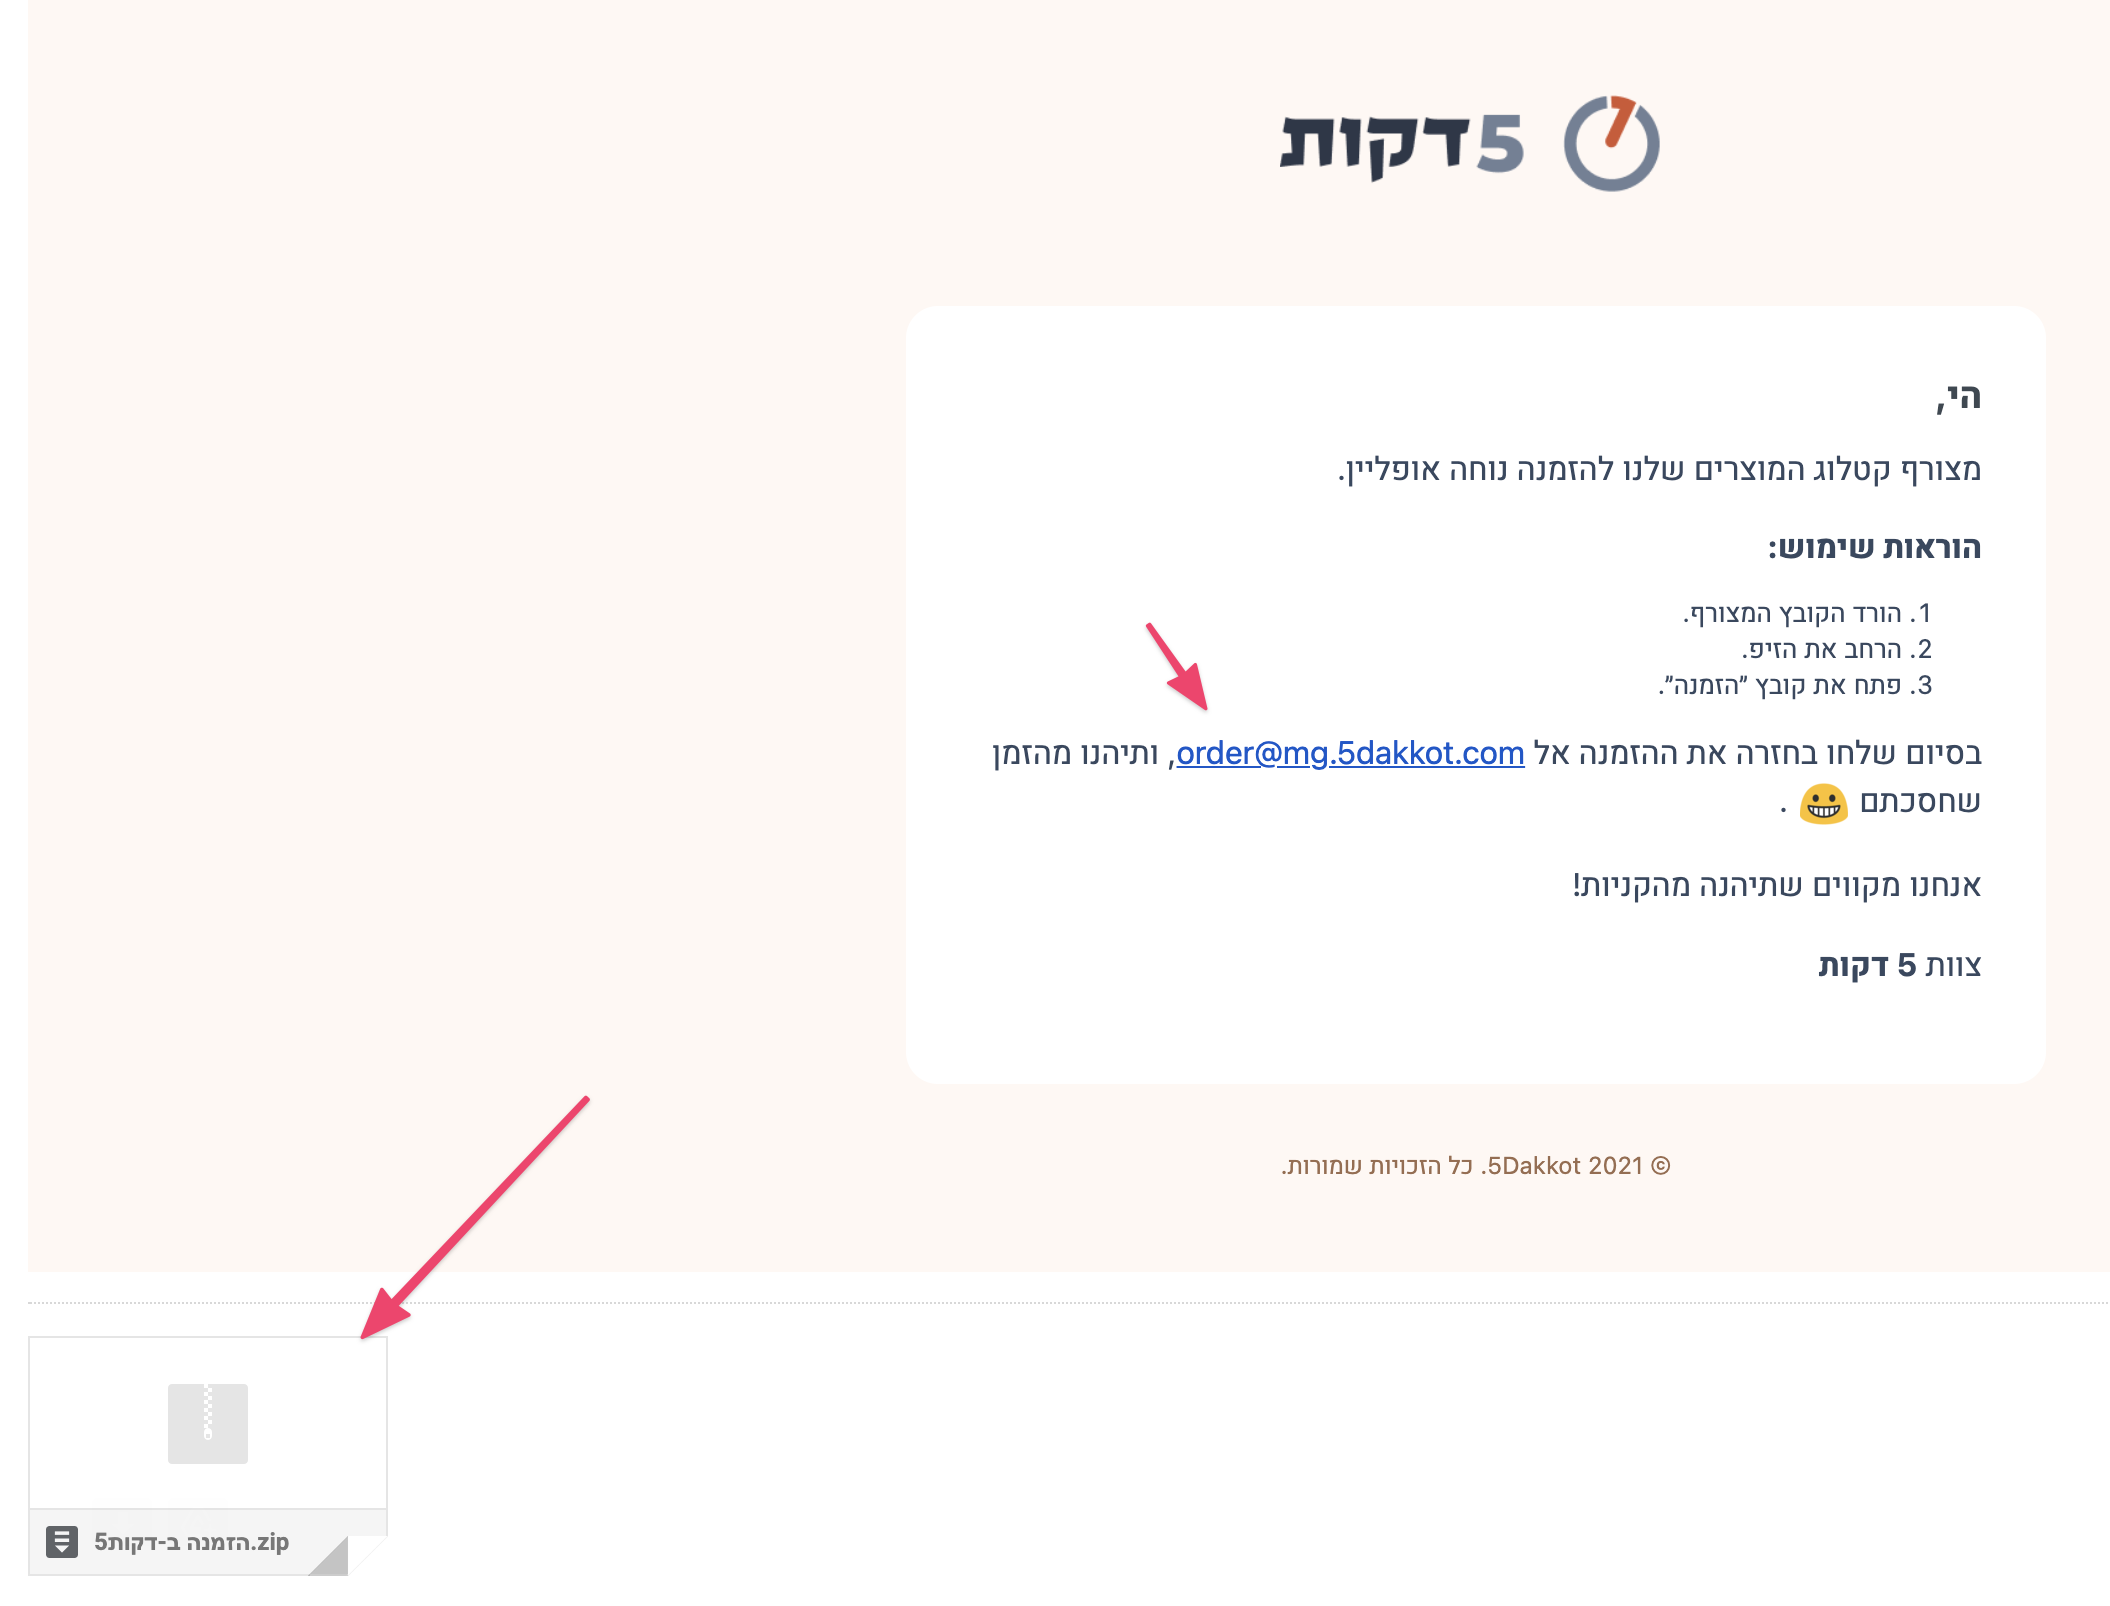 5דקות
הי,
מצורף קטלוג המוצרים שלנו להזמנה נוחה אופליין.
הוראות שימוש:
1. הורד הקובץ המצורף.
2. הרחב את הזיפ.
3. פתח את קובץ ”הזמנה”.
בסיום שלחו בחזרה את ההזמנה אל order@mg.5dakkot.com, ותיהנו מהזמן
שחסכתם 😀 .
אנחנו מקווים שתיהנה מהקניות!
צוות 5 דקות
© 2021 5Dakkot. כל הזכויות שמורות.
הזמנה ב-דקות5.zip